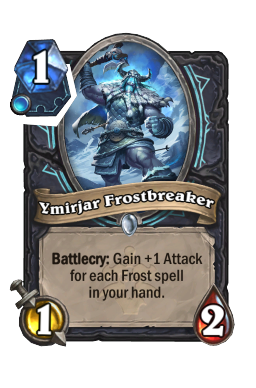 1
Ymirjar Frostbreaker
Battlecry: Gain +1 Attack
for each Frost spell
in your hand.
1
2